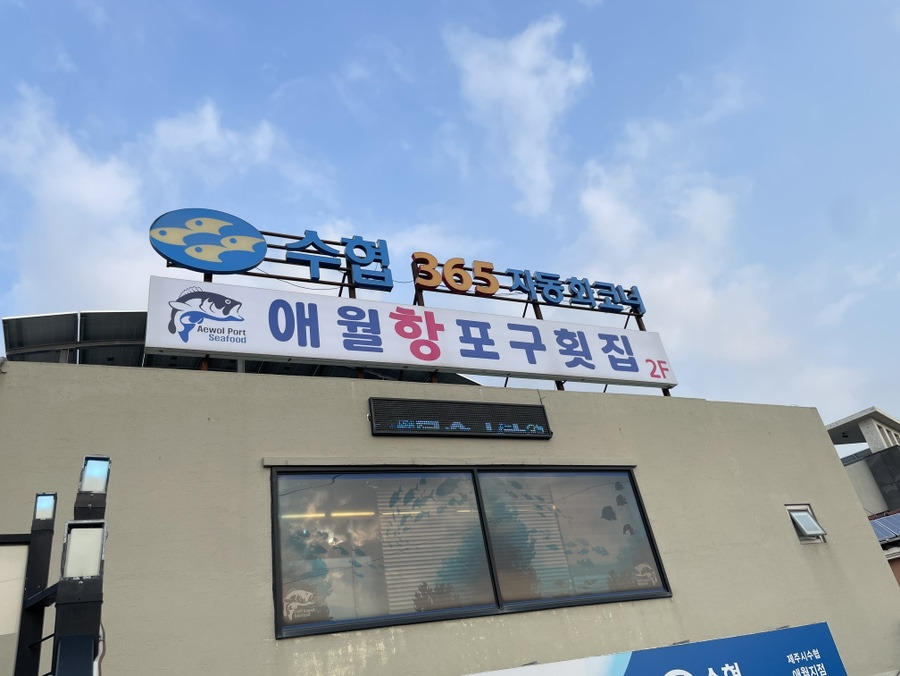 수협 365 자동화코너
Aewol Port
Seafood
애월항포구횟집 2F
수협
제주시수협
애월지점